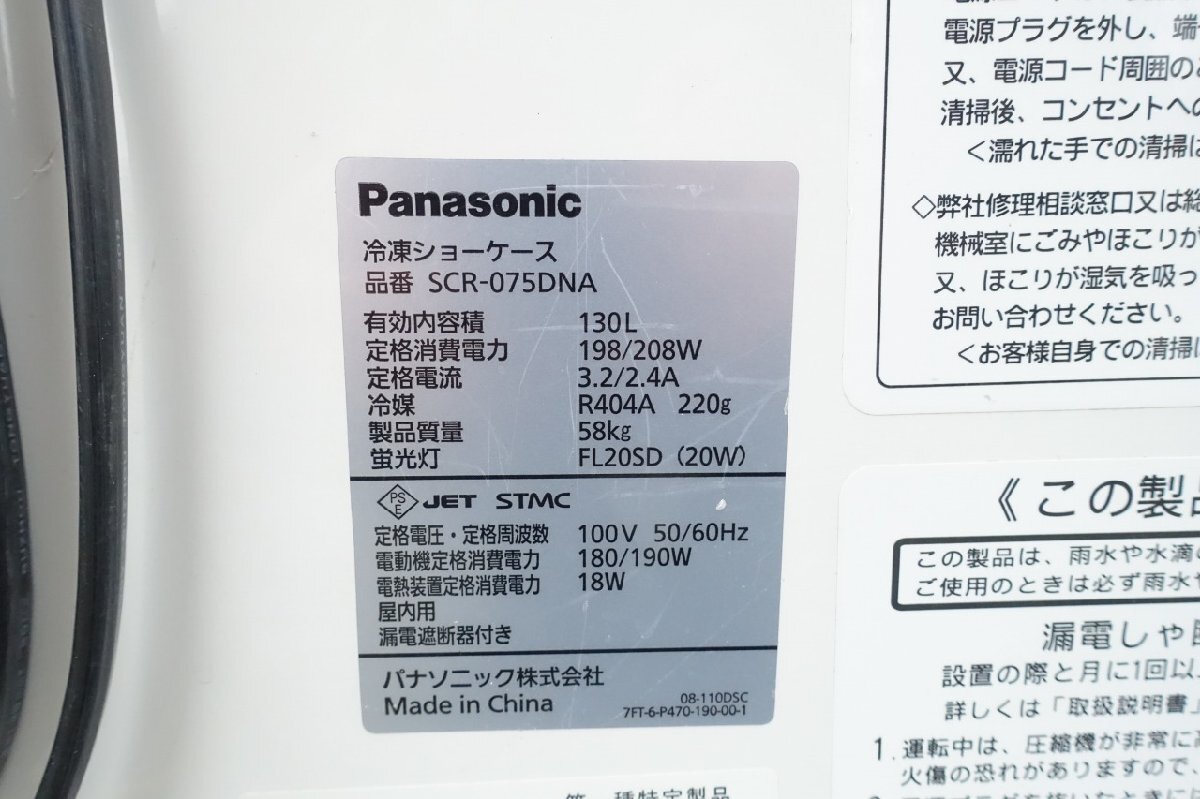 Panasonic
冷凍ショーケース
品番 SCR-075DNA
有効内容積 130L
定格消費電力 198/208W
定格電流 3.2/2.4A
冷媒 R404A 220g
製品質量 58kg
蛍光灯 FL20SD (20W)
PS E JET STMC
定格電圧・定格周波数 100V 50/60Hz
電動機定格消費電力 180/190W
電熱装置定格消費電力 18W
屋内用
漏電遮断器付き
パナソニック株式会社
Made in China
08-110DSC
7FT-6-P470-190-00-1
電源プラグを外し、端
又、電源コード周囲の
清掃後、コンセントへの
<濡れた手での清掃は
◇弊社修理相談窓口又は総
機械室にごみやほこりが
又、ほこりが湿気を吸っ
お問い合わせください。
<お客様自身での清掃は
《この製品
この製品は、雨水や水滴の
ご使用のときは必ず雨水や
漏電しゃ断
設置の際と月に1回以上
詳しくは「取扱説明書」
1. 運転中は、圧縮機が非常に高
火傷の恐れがありますので、
第一種特定製品